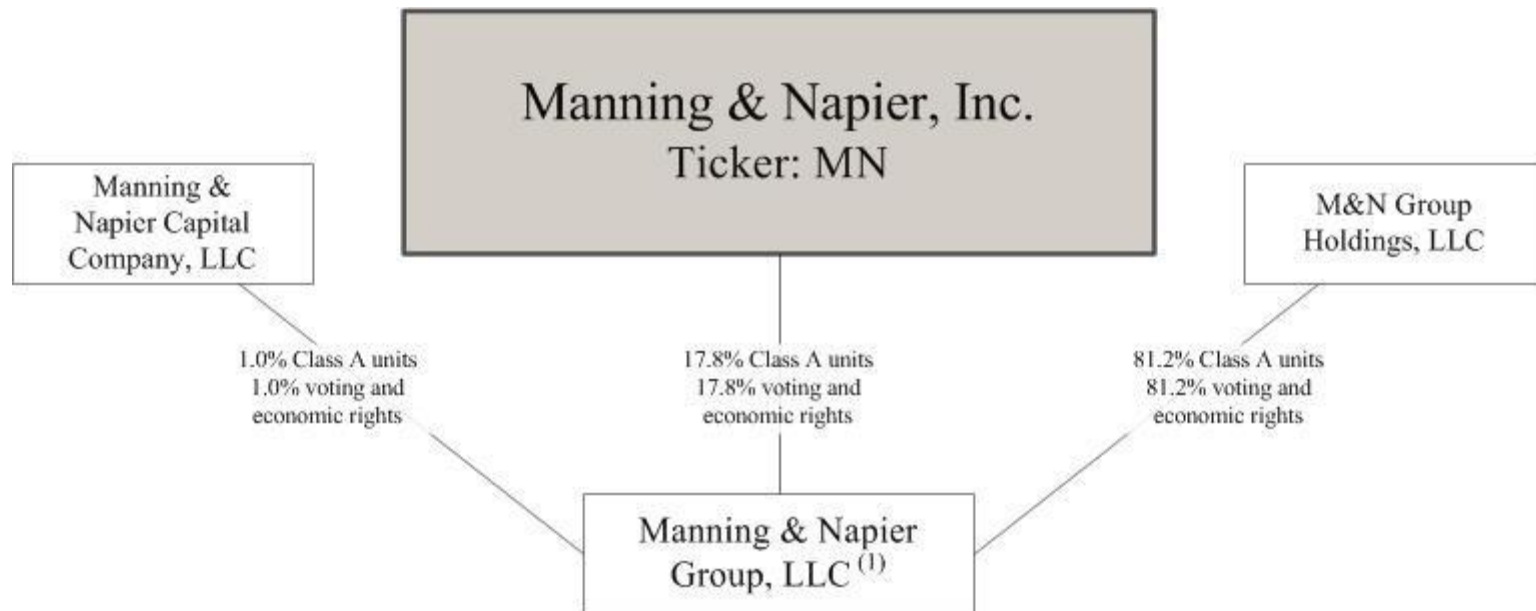 Manning & Napier, Inc.
Ticker: MN
Manning &
Napier Capital
Company, LLC
M&N Group
Holdings, LLC
1.0% Class A units
1.0% voting and
economic rights
17.8% Class A units
17.8% voting and
economic rights
81.2% Class A units
81.2% voting and
economic rights
Manning & Napier
Group, LLC (1)